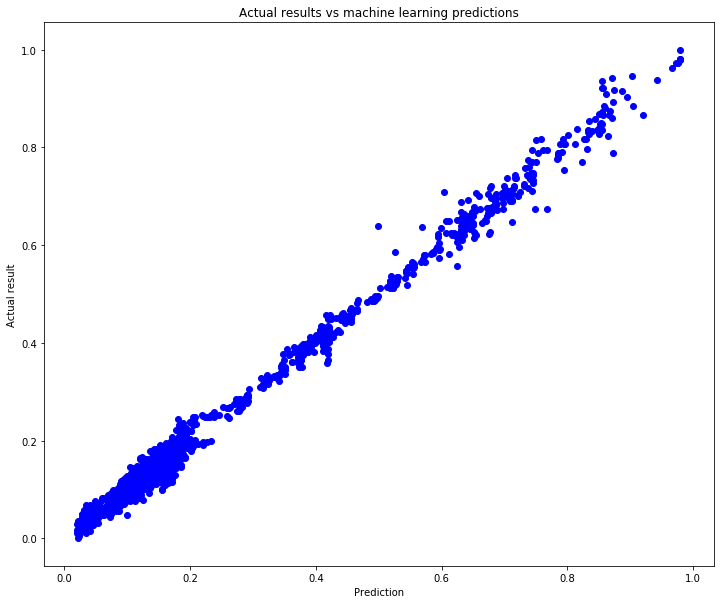 Actual results vs machine learning predictions
1.0
0.8
0.6
0.4
0.2
0.0
Actual result
0.0 0.2 0.4 0.6 0.8 1.0
Prediction